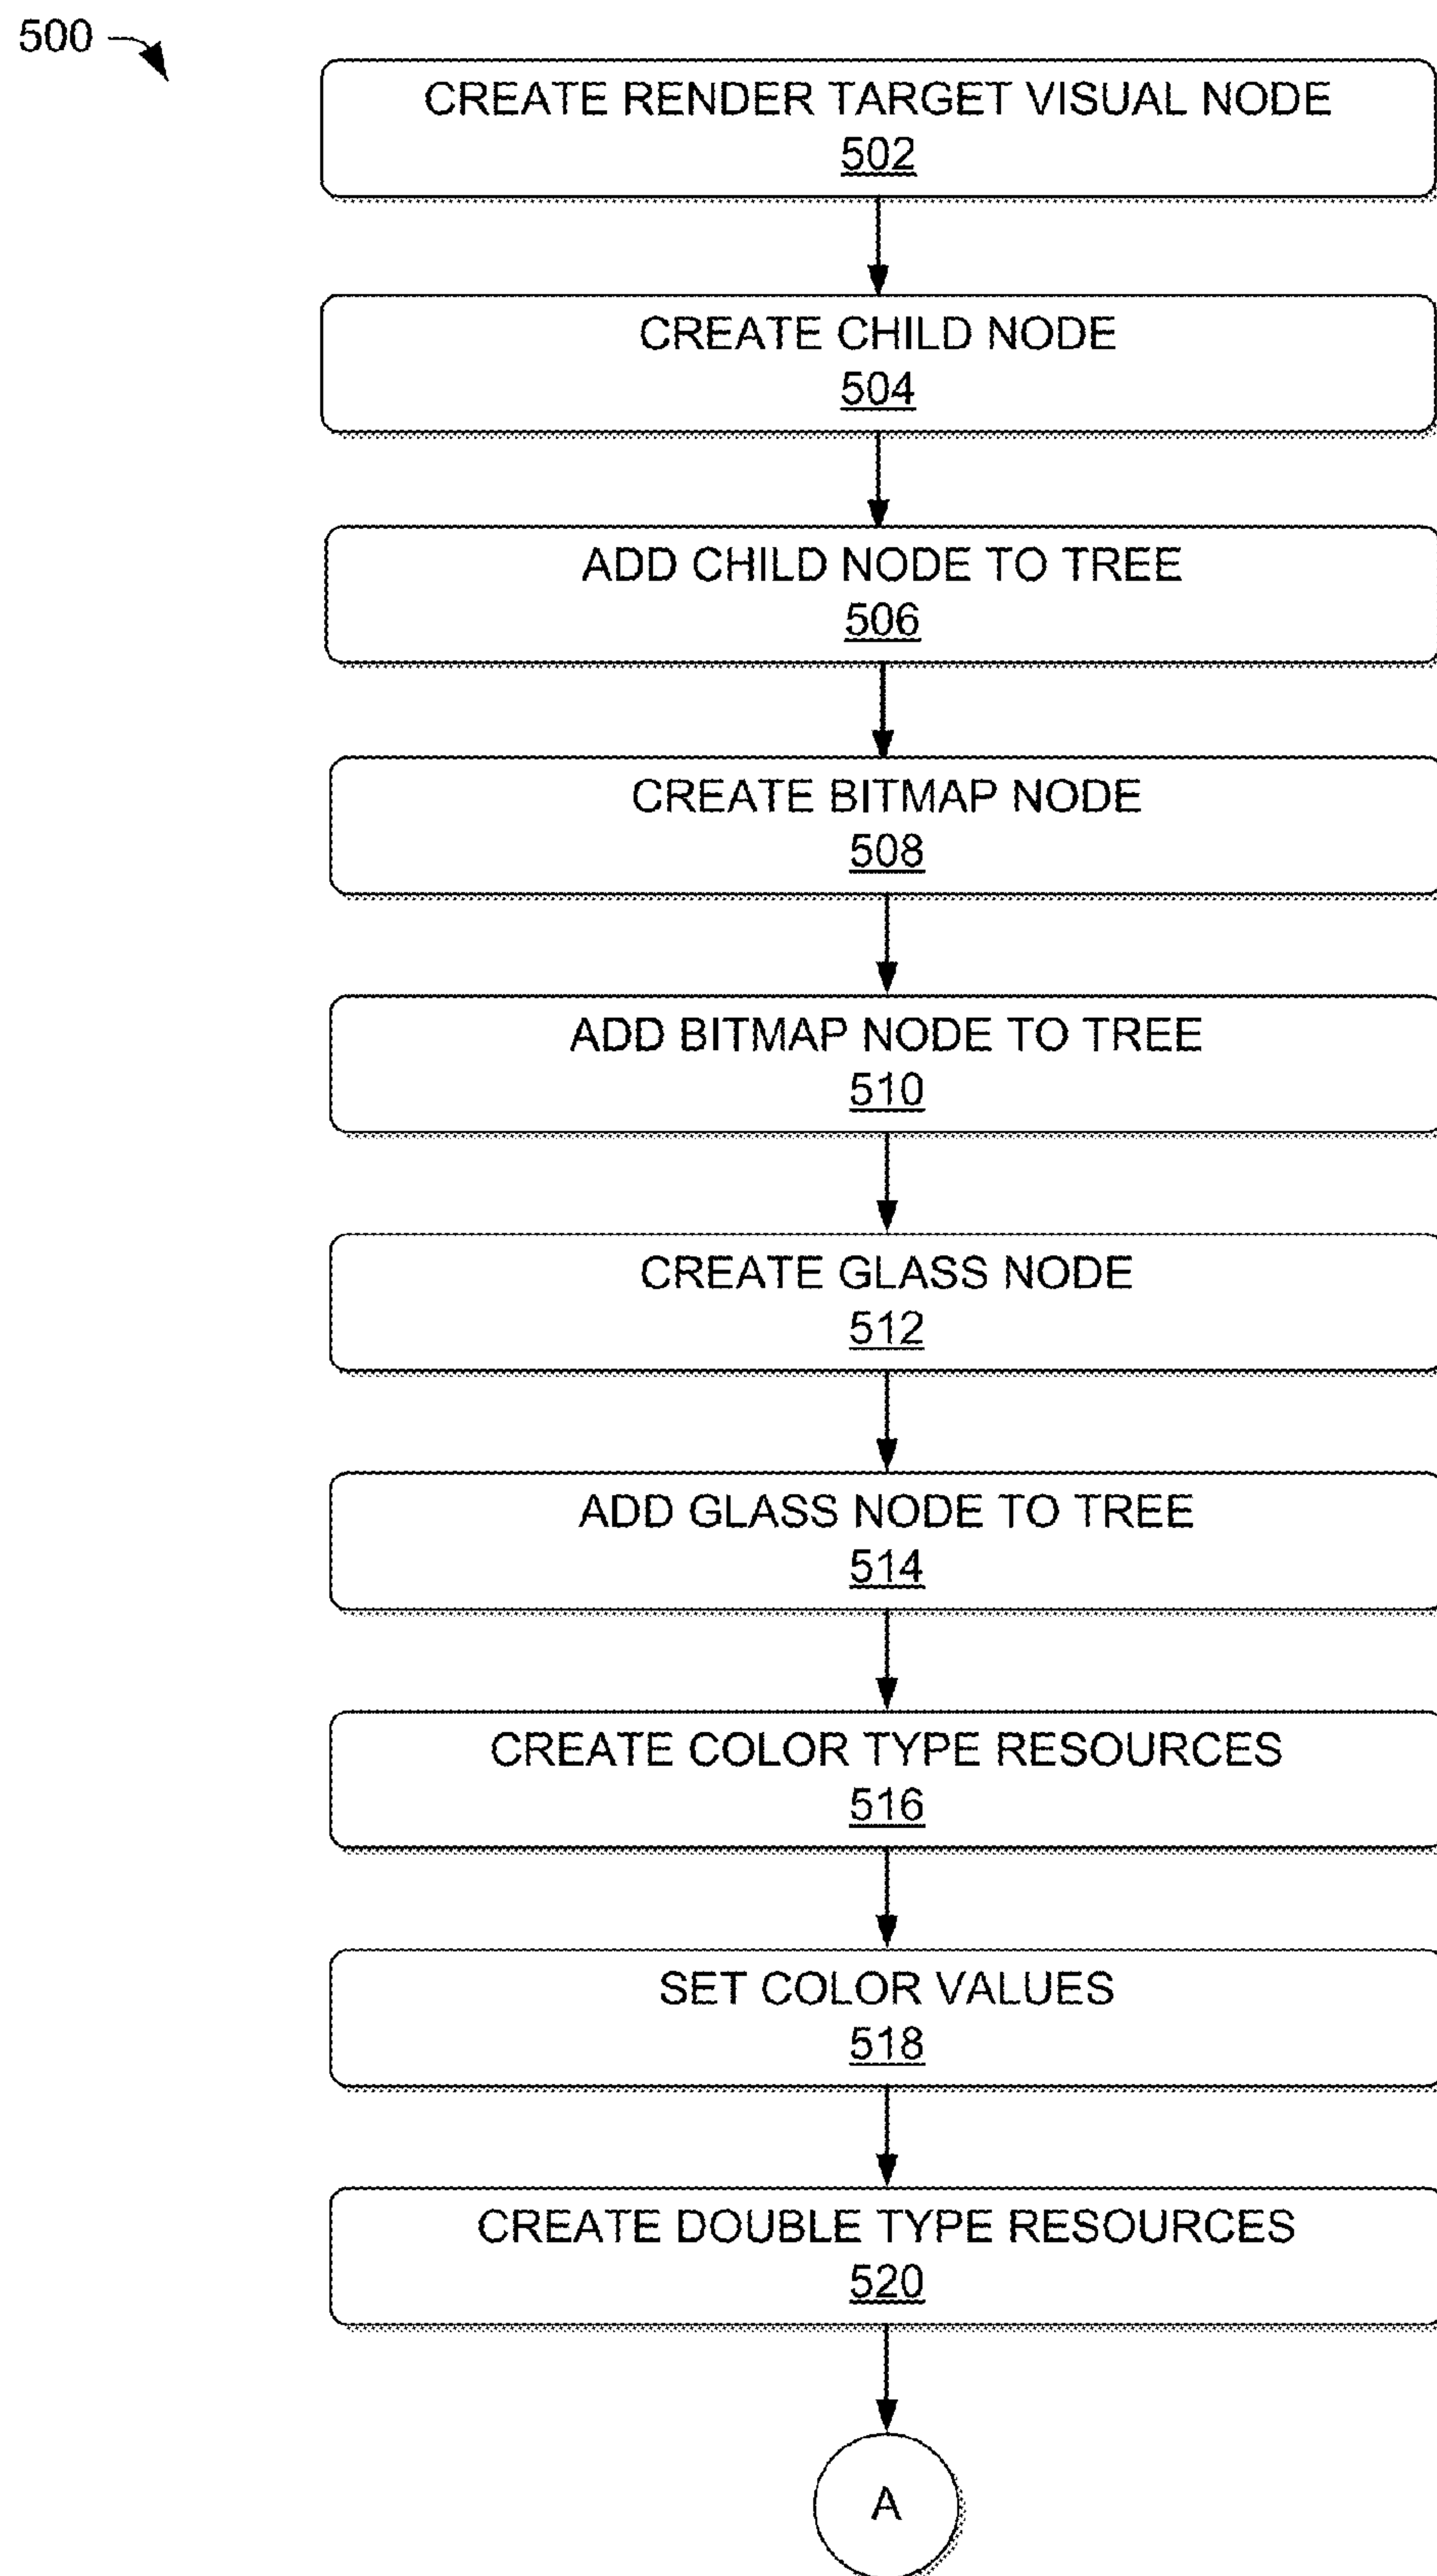 500
CREATE RENDER TARGET VISUAL NODE
502
CREATE CHILD NODE
504
ADD CHILD NODE TO TREE
506
CREATE BITMAP NODE
508
ADD BITMAP NODE TO TREE
510
CREATE GLASS NODE
512
ADD GLASS NODE TO TREE
514
CREATE COLOR TYPE RESOURCES
516
SET COLOR VALUES
518
CREATE DOUBLE TYPE RESOURCES
520
A